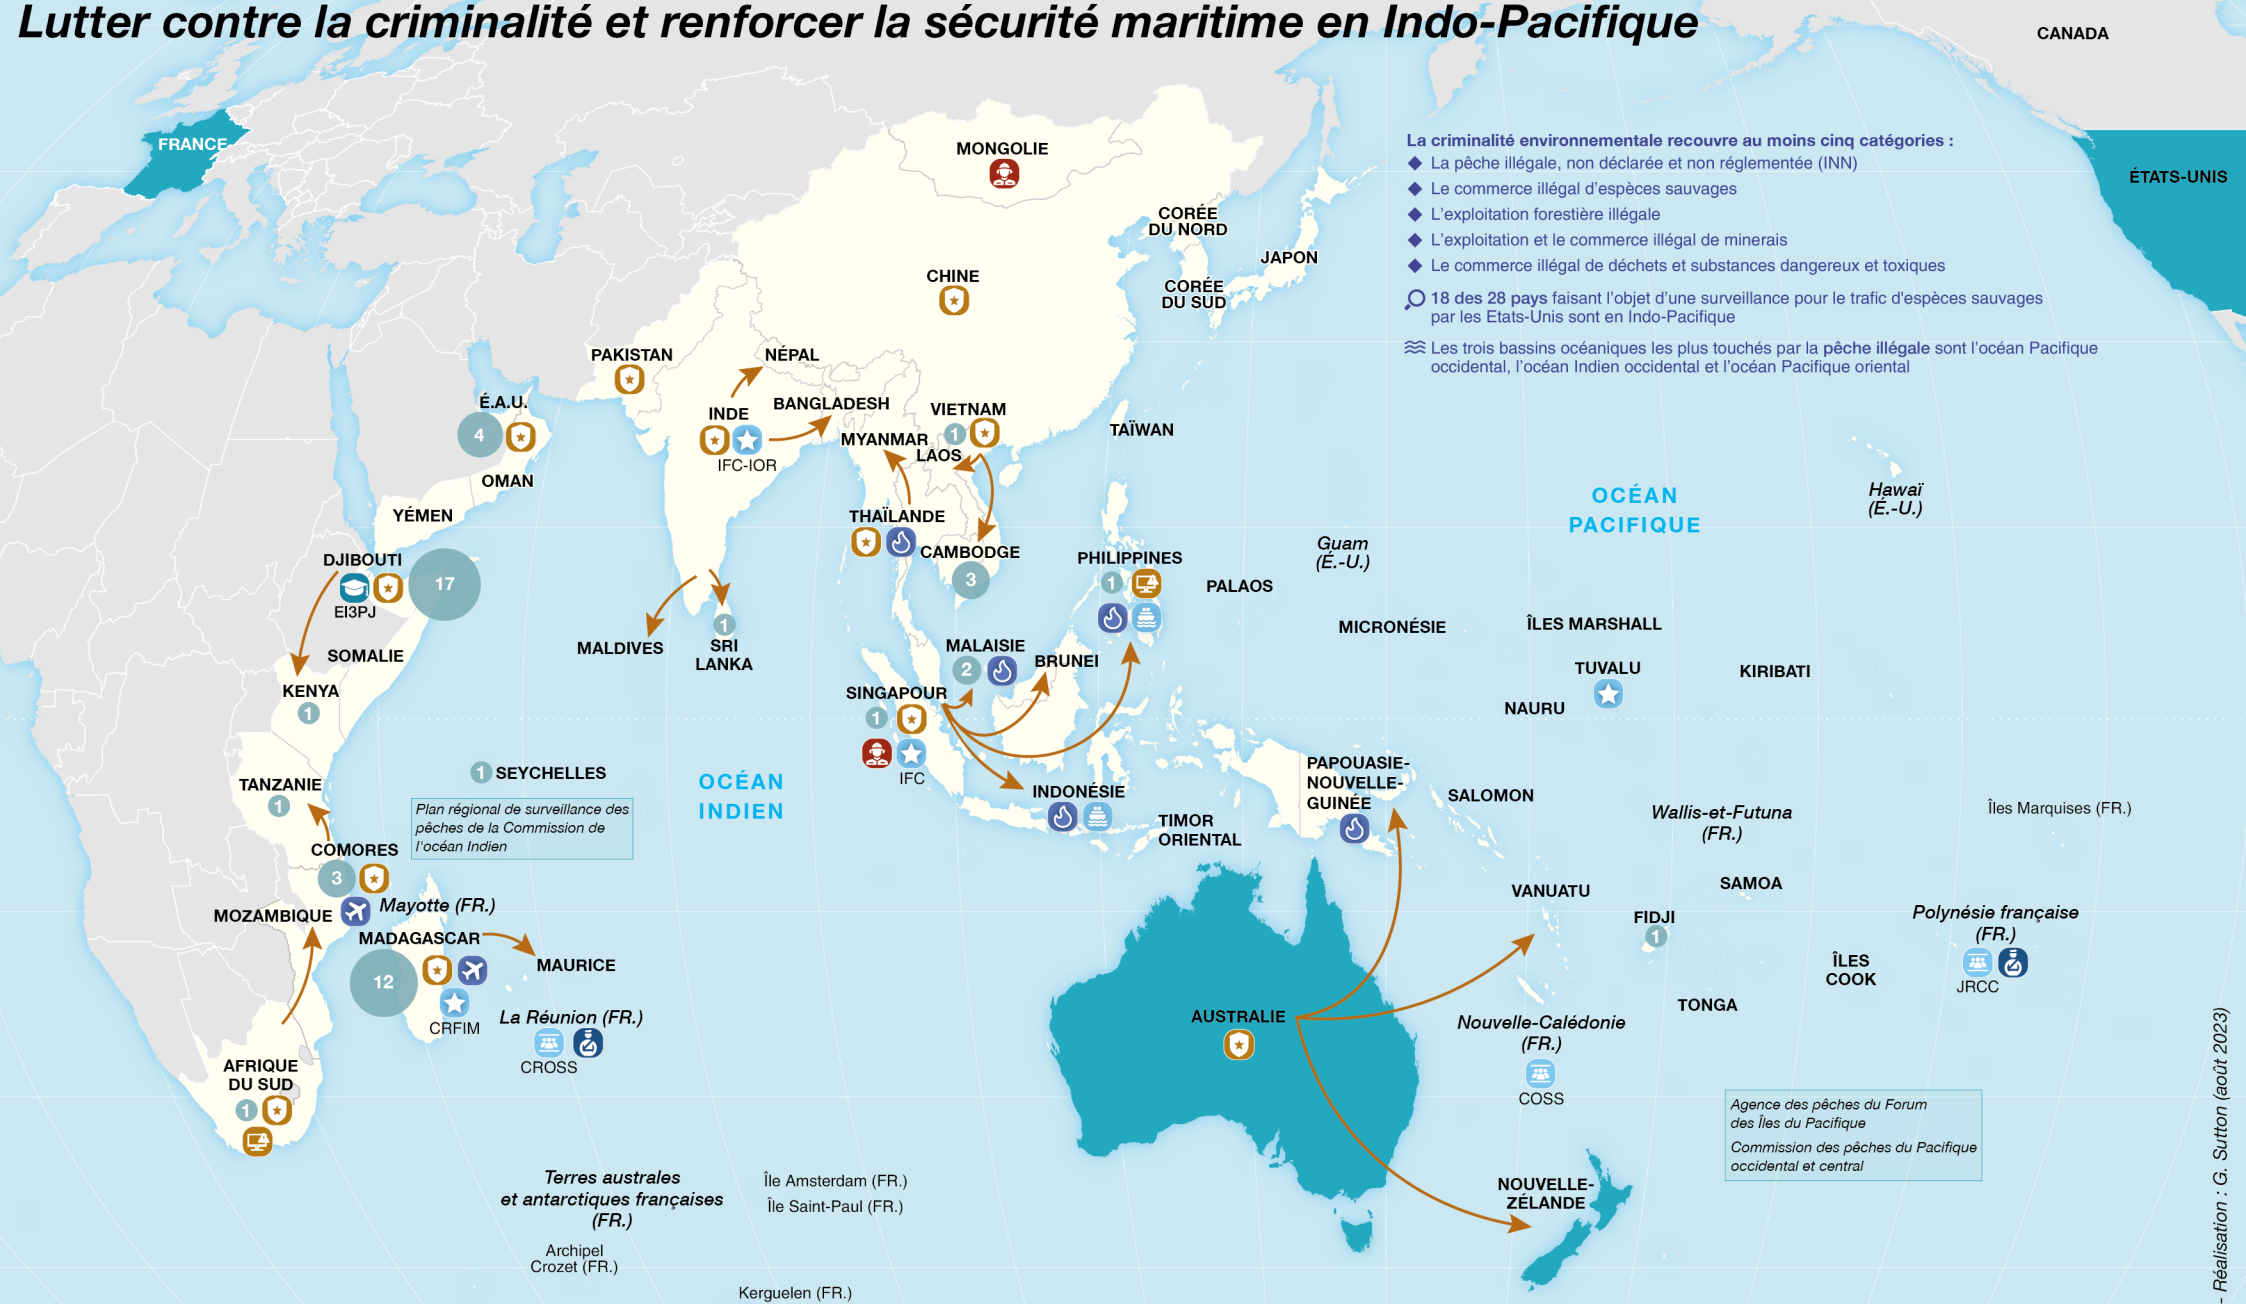 Lutter contre la criminalité et renforcer la sécurité maritime en Indo-Pacifique
CANADA
FRANCE
ÉTATS-UNIS
La criminalité environnementale recouvre au moins cinq catégories :
La pêche illégale, non déclarée et non réglementée (INN)
Le commerce illégal d'espèces sauvages
L'exploitation forestière illégale
L'exploitation et le commerce illégal de minerais
Le commerce illégal de déchets et substances dangereux et toxiques
18 des 28 pays faisant l'objet d'une surveillance pour le trafic d'espèces sauvages
par les Etats-Unis sont en Indo-Pacifique
Les trois bassins océaniques les plus touchés par la pêche illégale sont l'océan Pacifique
occidental, l'océan Indien occidental et l'océan Pacifique oriental
MONGOLIE
CORÉE
DU NORD
JAPON
CHINE
CORÉE
DU SUD
PAKISTAN
NÉPAL
É.A.U.
4
INDE
IFC-IOR
BANGLADESH
VIETNAM
1
MYANMAR
LAOS
TAÏWAN
OMAN
YÉMEN
THAÏLANDE
CAMBODGE
3
OCÉAN
PACIFIQUE
Hawaï
(É.-U.)
Guam
(É.-U.)
DJIBOUTI
EI3PJ
17
PHILIPPINES
1
PALAOS
MICRONÉSIE
ÎLES MARSHALL
SOMALIE
MALDIVES
1
SRI
LANKA
MALAISIE
2
BRUNEI
TUVALU
KIRIBATI
NAURU
KENYA
1
SINGAPOUR
1
IFC
1 SEYCHELLES
TANZANIE
1
Plan régional de surveillance des
pêches de la Commission de
l'océan Indien
OCÉAN
INDIEN
INDONÉSIE
TIMOR
ORIENTAL
PAPOUASIE-
NOUVELLE-
GUINÉE
SALOMON
Wallis-et-Futuna
(FR.)
Îles Marquises (FR.)
COMORES
3
Mayotte (FR.)
MOZAMBIQUE
MADAGASCAR
12
CRFIM
MAURICE
La Réunion (FR.)
CROSS
VANUATU
SAMOA
FIDJI
1
Polynésie française
(FR.)
JRCC
ÎLES
COOK
TONGA
AUSTRALIE
Nouvelle-Calédonie
(FR.)
COSS
AFRIQUE
DU SUD
1
Agence des pêches du Forum
des Îles du Pacifique
Commission des pêches du Pacifique
occidental et central
NOUVELLE-
ZÉLANDE
Terres australes
et antarctiques françaises
(FR.)
Île Amsterdam (FR.)
Île Saint-Paul (FR.)
Archipel
Crozet (FR.)
Kerguelen (FR.)
- Réalisation : G. Sutton (août 2023)